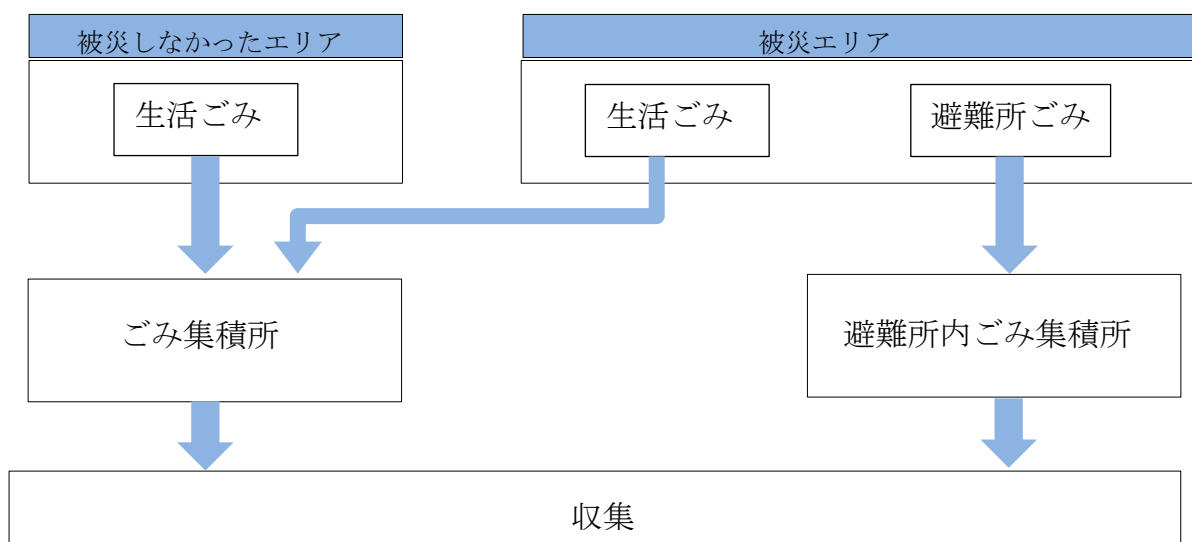 被災しなかったエリア
被災エリア
生活ごみ
生活ごみ
避難所ごみ
ごみ集積所
避難所内ごみ集積所
収集